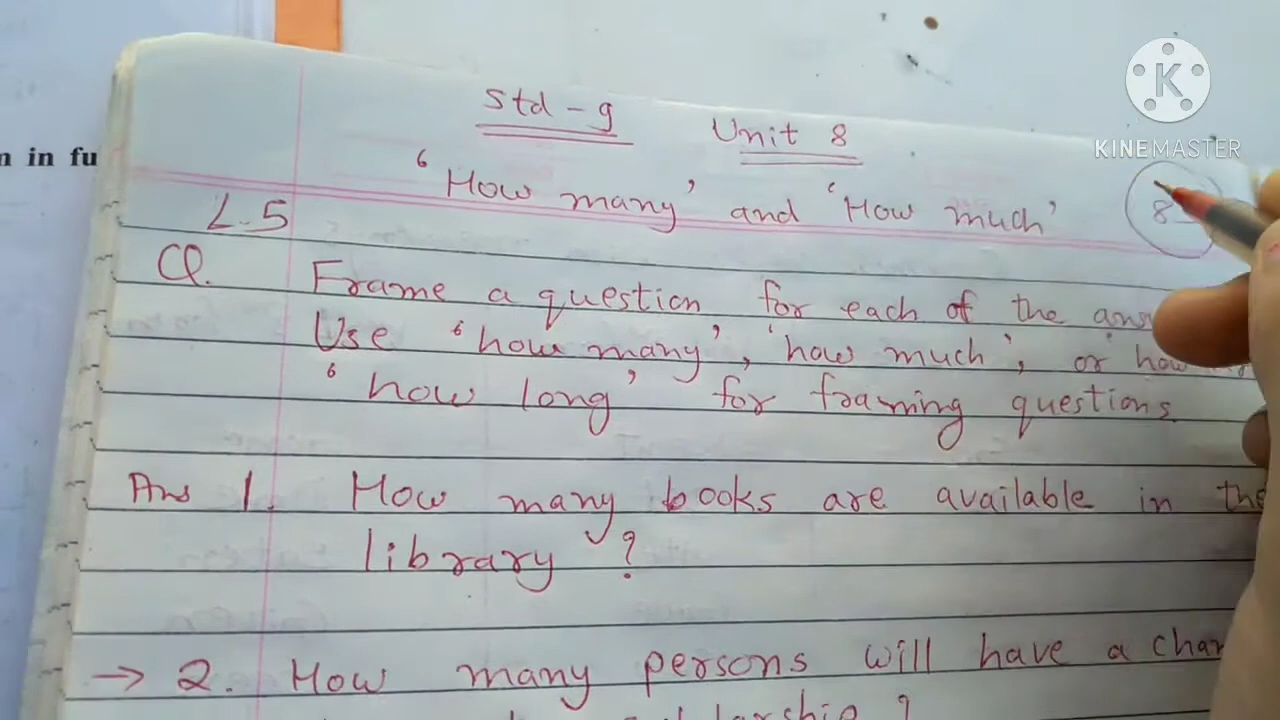 KINEMASTER
n in fu
Std - 9 Unit 8
'How many' and 'How much'
8
L.5
Q. Frame a question for each of the
Use 'how many', 'how much', or 'how
'how long' for framing questions.
Ans 1. How many books are available in the
library?
→ 2. How many persons will have a
?